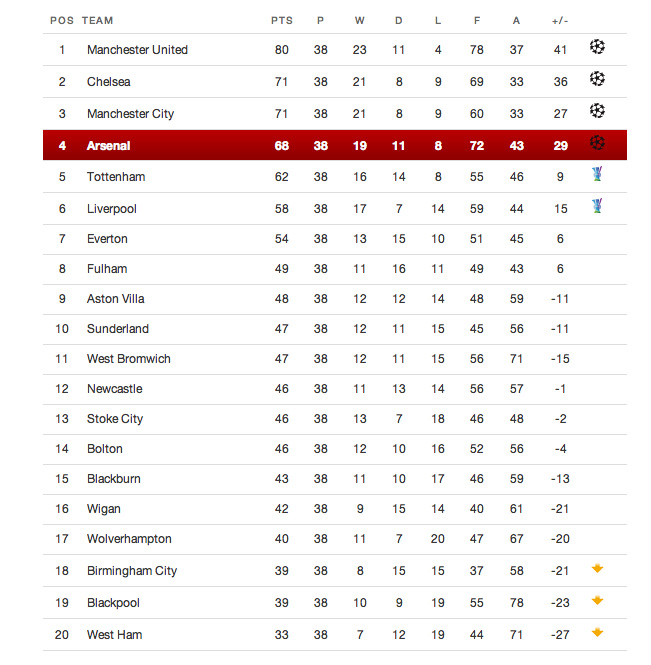 POS TEAM PTS P W D L F A +/-
1 Manchester United 80 38 23 11 4 78 37 41
2 Chelsea 71 38 21 8 9 69 33 36
3 Manchester City 71 38 21 8 9 60 33 27
4 Arsenal 68 38 19 11 8 72 43 29
5 Tottenham 62 38 16 14 8 55 46 9
6 Liverpool 58 38 17 7 14 59 44 15
7 Everton 54 38 13 15 10 51 45 6
8 Fulham 49 38 11 16 11 49 43 6
9 Aston Villa 48 38 12 12 14 48 59 -11
10 Sunderland 47 38 12 11 15 45 56 -11
11 West Bromwich 47 38 12 11 15 56 71 -15
12 Newcastle 46 38 11 13 14 56 57 -1
13 Stoke City 46 38 13 7 18 46 48 -2
14 Bolton 46 38 12 10 16 52 56 -4
15 Blackburn 43 38 11 10 17 46 59 -13
16 Wigan 42 38 9 15 14 40 61 -21
17 Wolverhampton 40 38 11 7 20 47 67 -20
18 Birmingham City 39 38 8 15 15 37 58 -21
19 Blackpool 39 38 10 9 19 55 78 -23
20 West Ham 33 38 7 12 19 44 71 -27